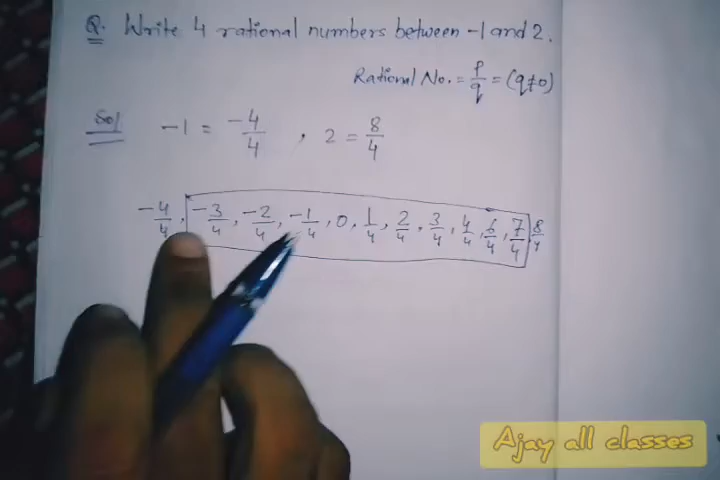 Q. Write 4 rational numbers between -1 and 2.
Rational No. = p/q = (q≠0)
Sol -1 = -4/4 , 2 = 8/4
-4/4, -3/4, -2/4, -1/4, 0, 1/4, 2/4, 3/4, 4/4, 6/4, 7/4 8/4
Ajay all classes